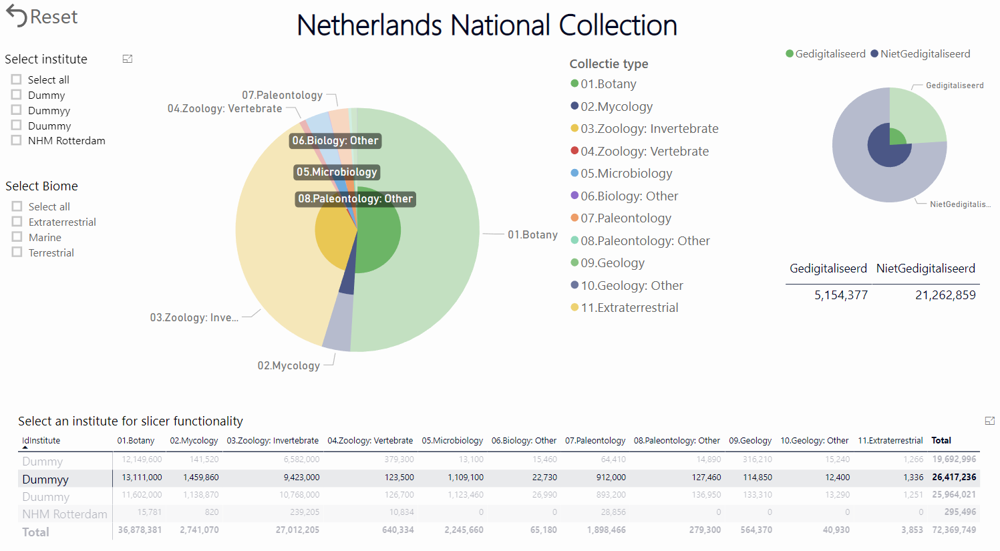 Reset
Netherlands National Collection
Select institute
Select all
Dummy
Dummyy
Duummy
NHM Rotterdam
Select Biome
Select all
Extraterrestrial
Marine
Terrestrial
07.Paleontology
04.Zoology: Vertebrate
06.Biology: Other
05.Microbiology
08.Paleontology: Other
01.Botany
03.Zoology: Inve...
02.Mycology
Collectie type
01.Botany
02.Mycology
03.Zoology: Invertebrate
04.Zoology: Vertebrate
05.Microbiology
06.Biology: Other
07.Paleontology
08.Paleontology: Other
09.Geology
10.Geology: Other
11.Extraterrestrial
Gedigitaliseerd NietGedigitaliseerd
Gedigitaliseerd
NietGedigitalis...
Gedigitaliseerd NietGedigitaliseerd
5,154,377 21,262,859
Select an institute for slicer functionality
IdInstitute 01.Botany 02.Mycology 03.Zoology: Invertebrate 04.Zoology: Vertebrate 05.Microbiology 06.Biology: Other 07.Paleontology 08.Paleontology: Other 09.Geology 10.Geology: Other 11.Extraterrestrial Total
Dummy 12,149,600 141,520 6,582,000 379,300 13,100 15,460 64,410 14,890 316,210 15,240 1,266 19,692,996
Dummyy 13,111,000 1,459,860 9,423,000 123,500 1,109,100 22,730 912,000 127,460 114,850 12,400 1,336 26,417,236
Duummy 11,602,000 1,138,870 10,768,000 126,700 1,123,460 26,990 893,200 136,950 133,310 13,290 1,251 25,964,021
NHM Rotterdam 15,781 820 239,205 10,834 0 0 28,856 0 0 0 0 295,496
Total 36,878,381 2,741,070 27,012,205 640,334 2,245,660 65,180 1,898,466 279,300 564,370 40,930 3,853 72,369,749